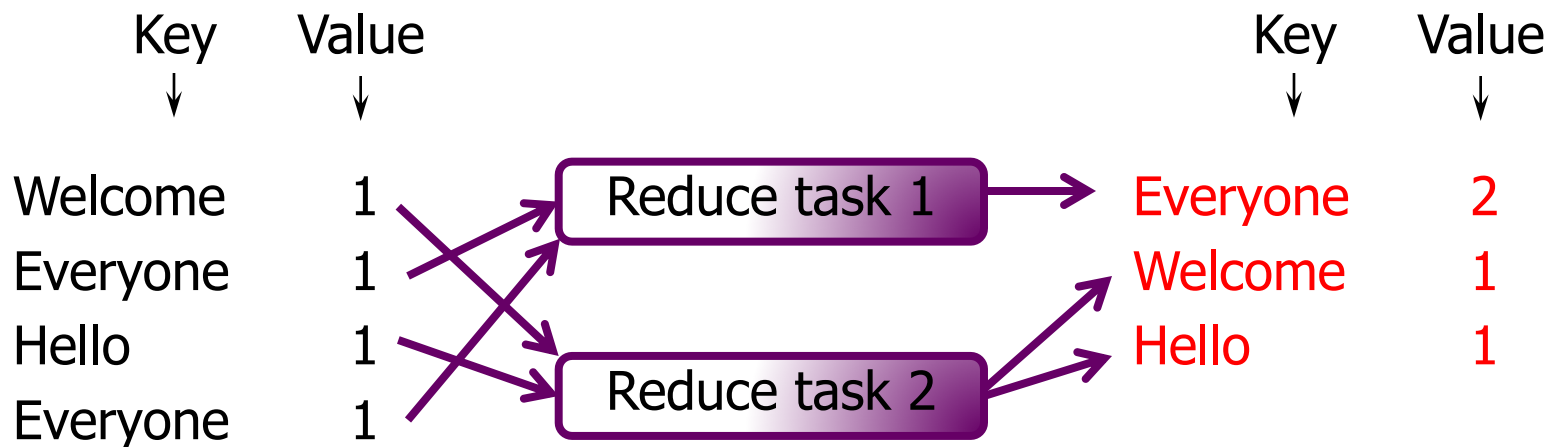 Key Value Key Value
Welcome 1 Reduce task 1 Everyone 2
Everyone 1 Welcome 1
Hello 1 Hello 1
Reduce task 2
Everyone 1